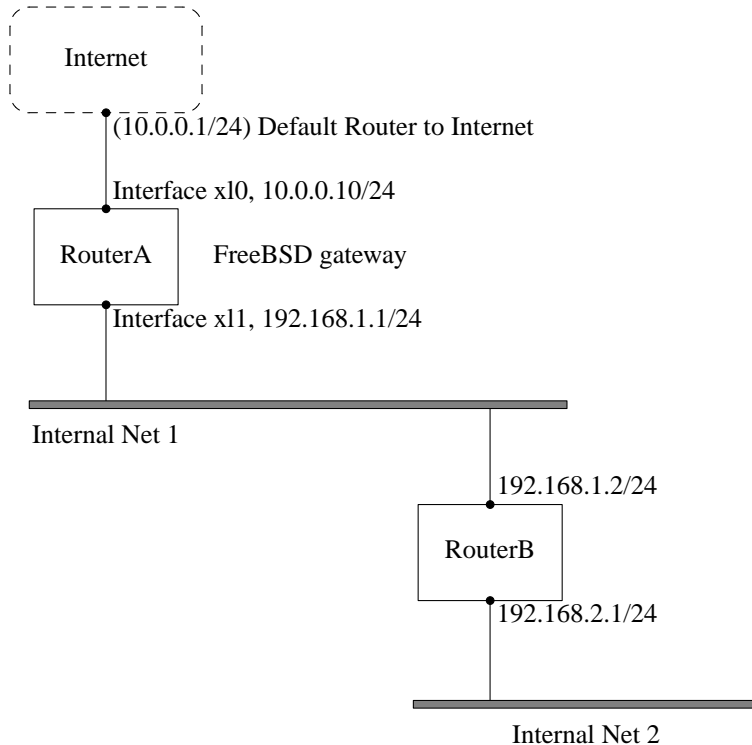 Internet
(10.0.0.1/24) Default Router to Internet
Interface xl0, 10.0.0.10/24
RouterA
FreeBSD gateway
Interface xl1, 192.168.1.1/24
Internal Net 1
192.168.1.2/24
RouterB
192.168.2.1/24
Internal Net 2